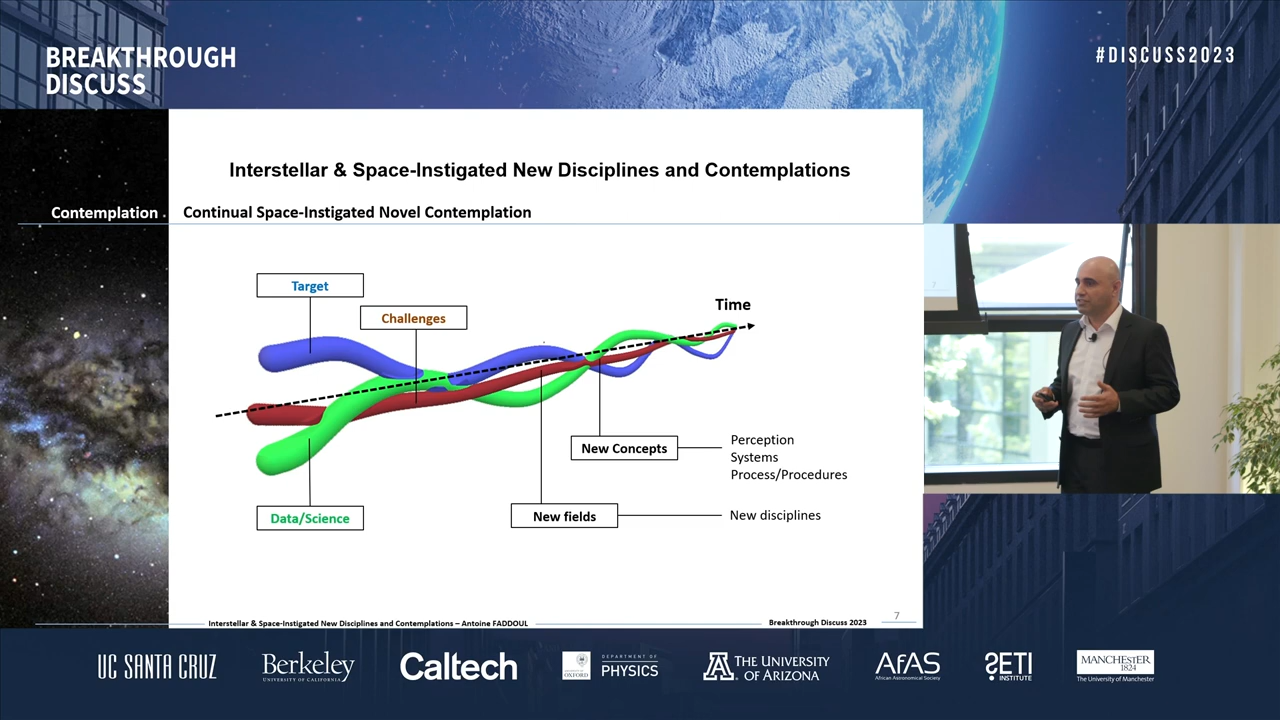 BREAKTHROUGH
DISCUSS
#DISCUSS2023
Interstellar & Space-Instigated New Disciplines and Contemplations
Contemplation
Continual Space-Instigated Novel Contemplation
Target
Challenges
Time
New Concepts
Perception
Systems
Process/Procedures
Data/Science
New fields
New disciplines
7
Interstellar & Space-Instigated New Disciplines and Contemplations – Antoine FADDOUL
Breakthrough Discuss 2023
UC SANTA CRUZ
Berkeley
UNIVERSITY OF CALIFORNIA
Caltech
UNIVERSITY OF
OXFORD
DEPARTMENT OF
PHYSICS
A
THE UNIVERSITY
OF ARIZONA
AfAS
African Astronomical Society
SETI
INSTITUTE
MANCHESTER
1824
The University of Manchester